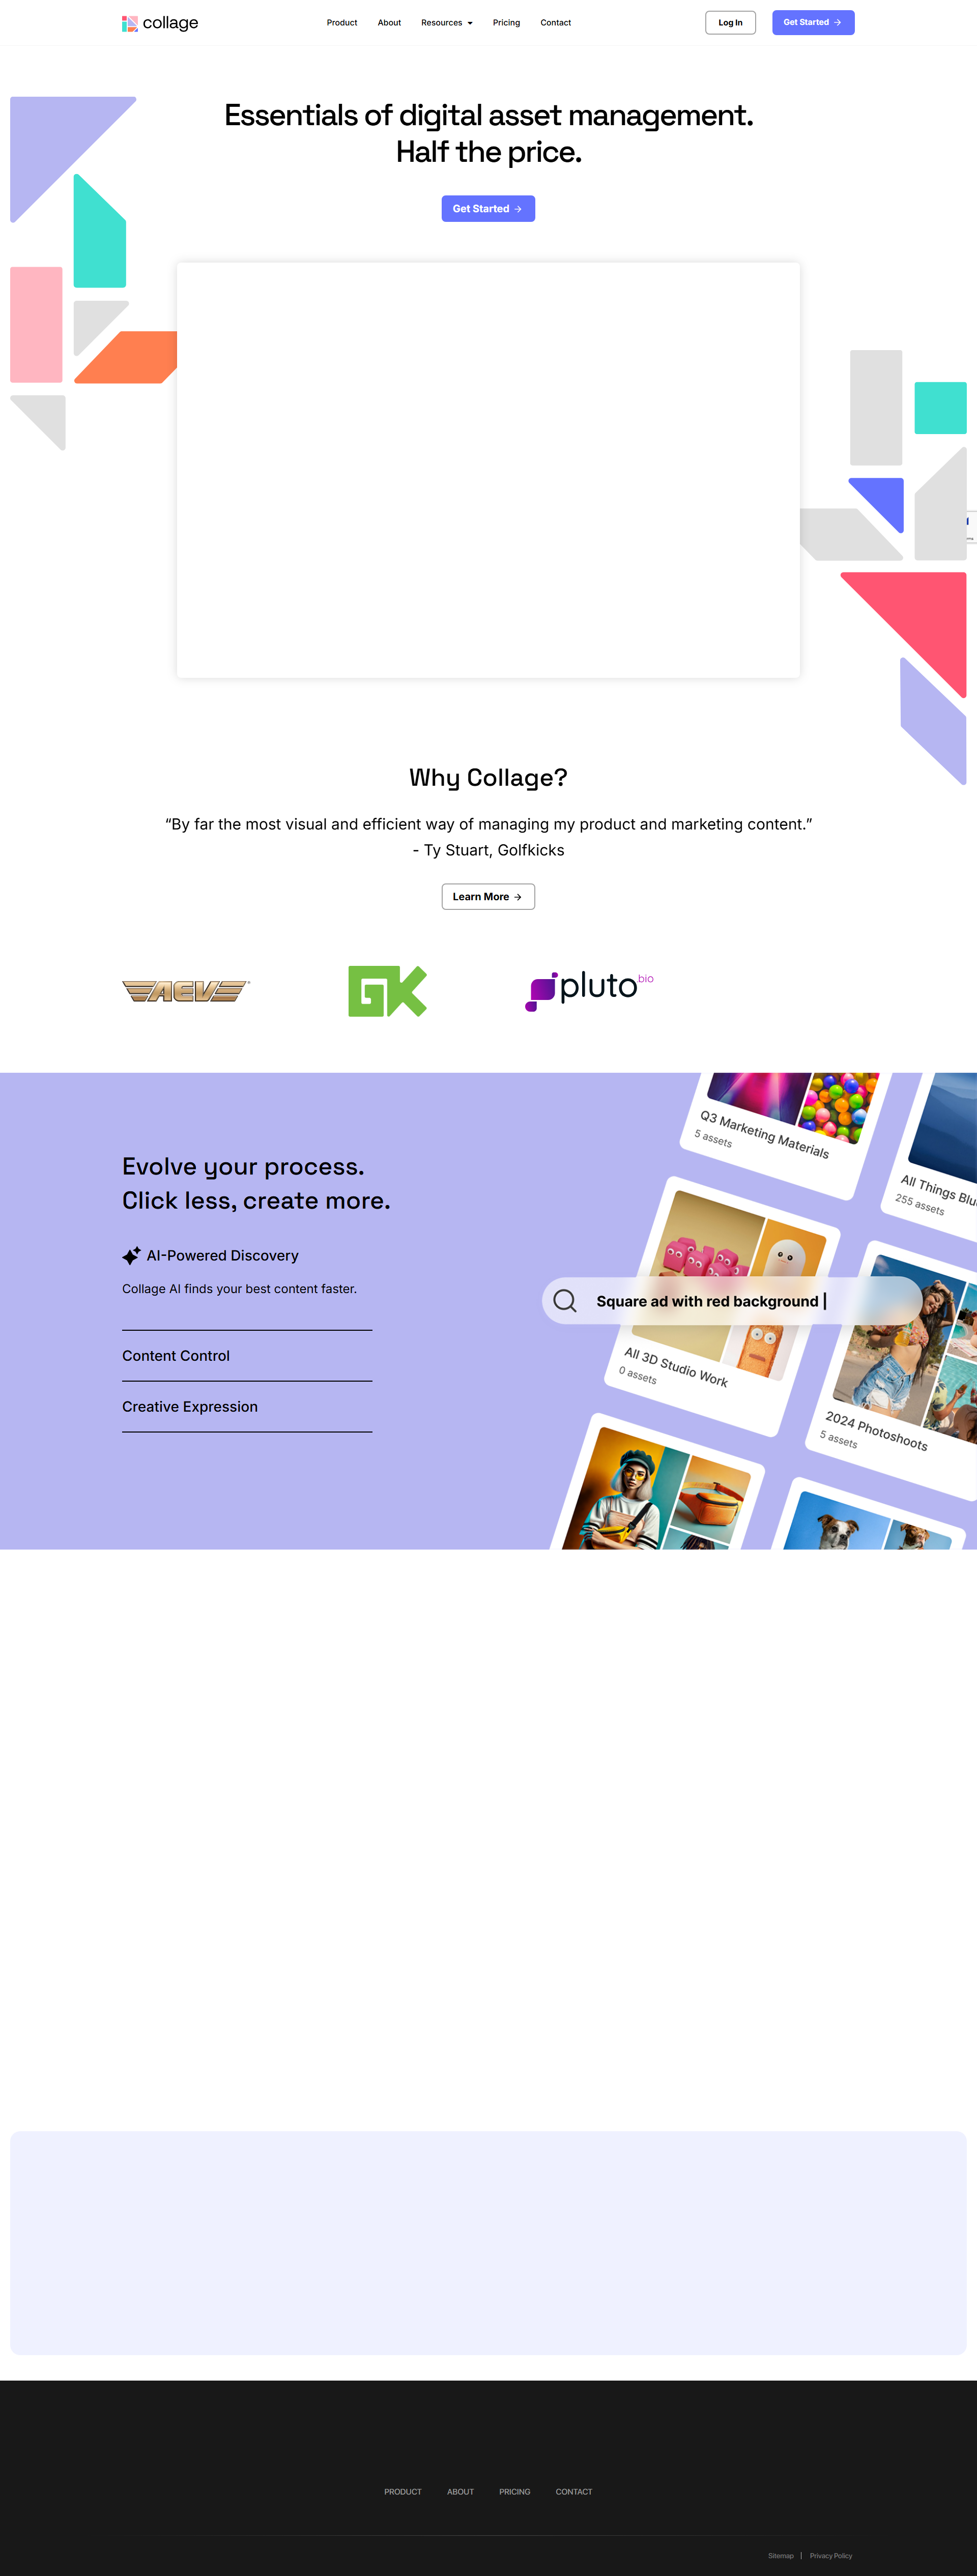 collage
Product About Resources Pricing Contact
Log In
Get Started →
Essentials of digital asset management.
Half the price.
Get Started →
Why Collage?
“By far the most visual and efficient way of managing my product and marketing content.”
- Ty Stuart, Golfkicks
Learn More →
AEV®
GK
pluto.bio
Evolve your process.
Click less, create more.
AI-Powered Discovery
Collage AI finds your best content faster.
Content Control
Creative Expression
Q3 Marketing Materials
5 assets
All Things Blu
255 assets
Square ad with red background |
All 3D Studio Work
0 assets
2024 Photoshoots
5 assets
PRODUCT ABOUT PRICING CONTACT
Sitemap | Privacy Policy